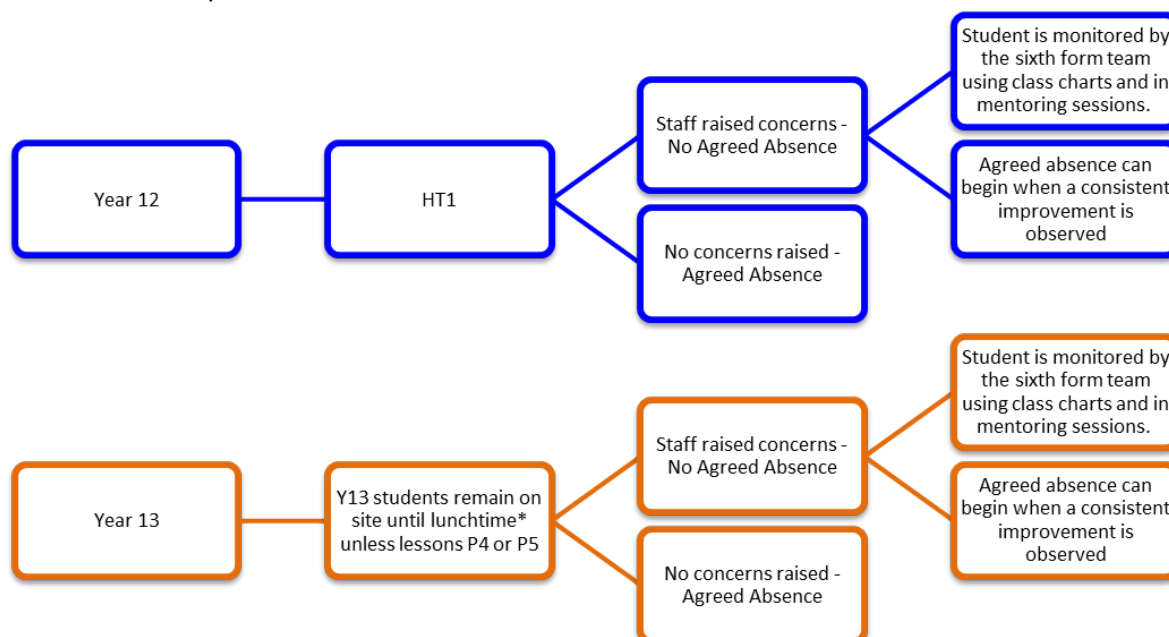 Year 12
HT1
Staff raised concerns -
No Agreed Absence
No concerns raised -
Agreed Absence
Student is monitored by
the sixth form team
using class charts and in
mentoring sessions.
Agreed absence can
begin when a consistent
improvement is
observed
Year 13
Y13 students remain on
site until lunchtime*
unless lessons P4 or P5
Staff raised concerns -
No Agreed Absence
No concerns raised -
Agreed Absence
Student is monitored by
the sixth form team
using class charts and in
mentoring sessions.
Agreed absence can
begin when a consistent
improvement is
observed